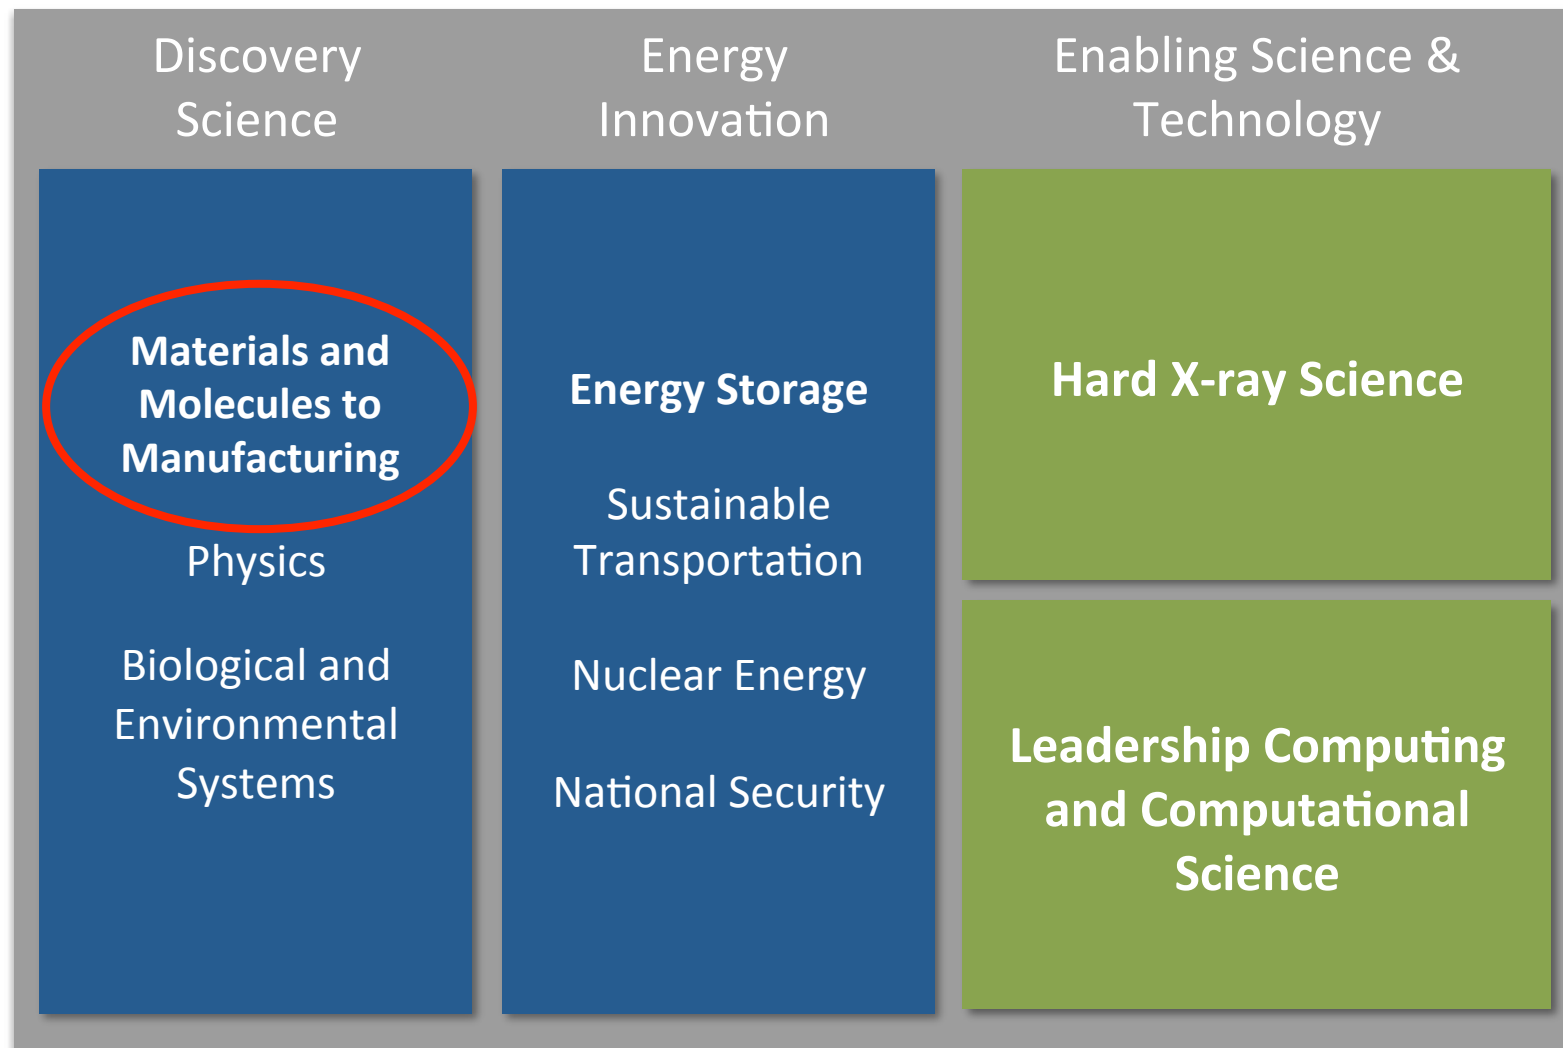 Discovery
Science
Energy
Innovation
Enabling Science &
Technology
Materials and
Molecules to
Manufacturing
Physics
Biological and
Environmental
Systems
Energy Storage
Sustainable
Transportation
Nuclear Energy
National Security
Hard X-ray Science
Leadership Computing
and Computational
Science